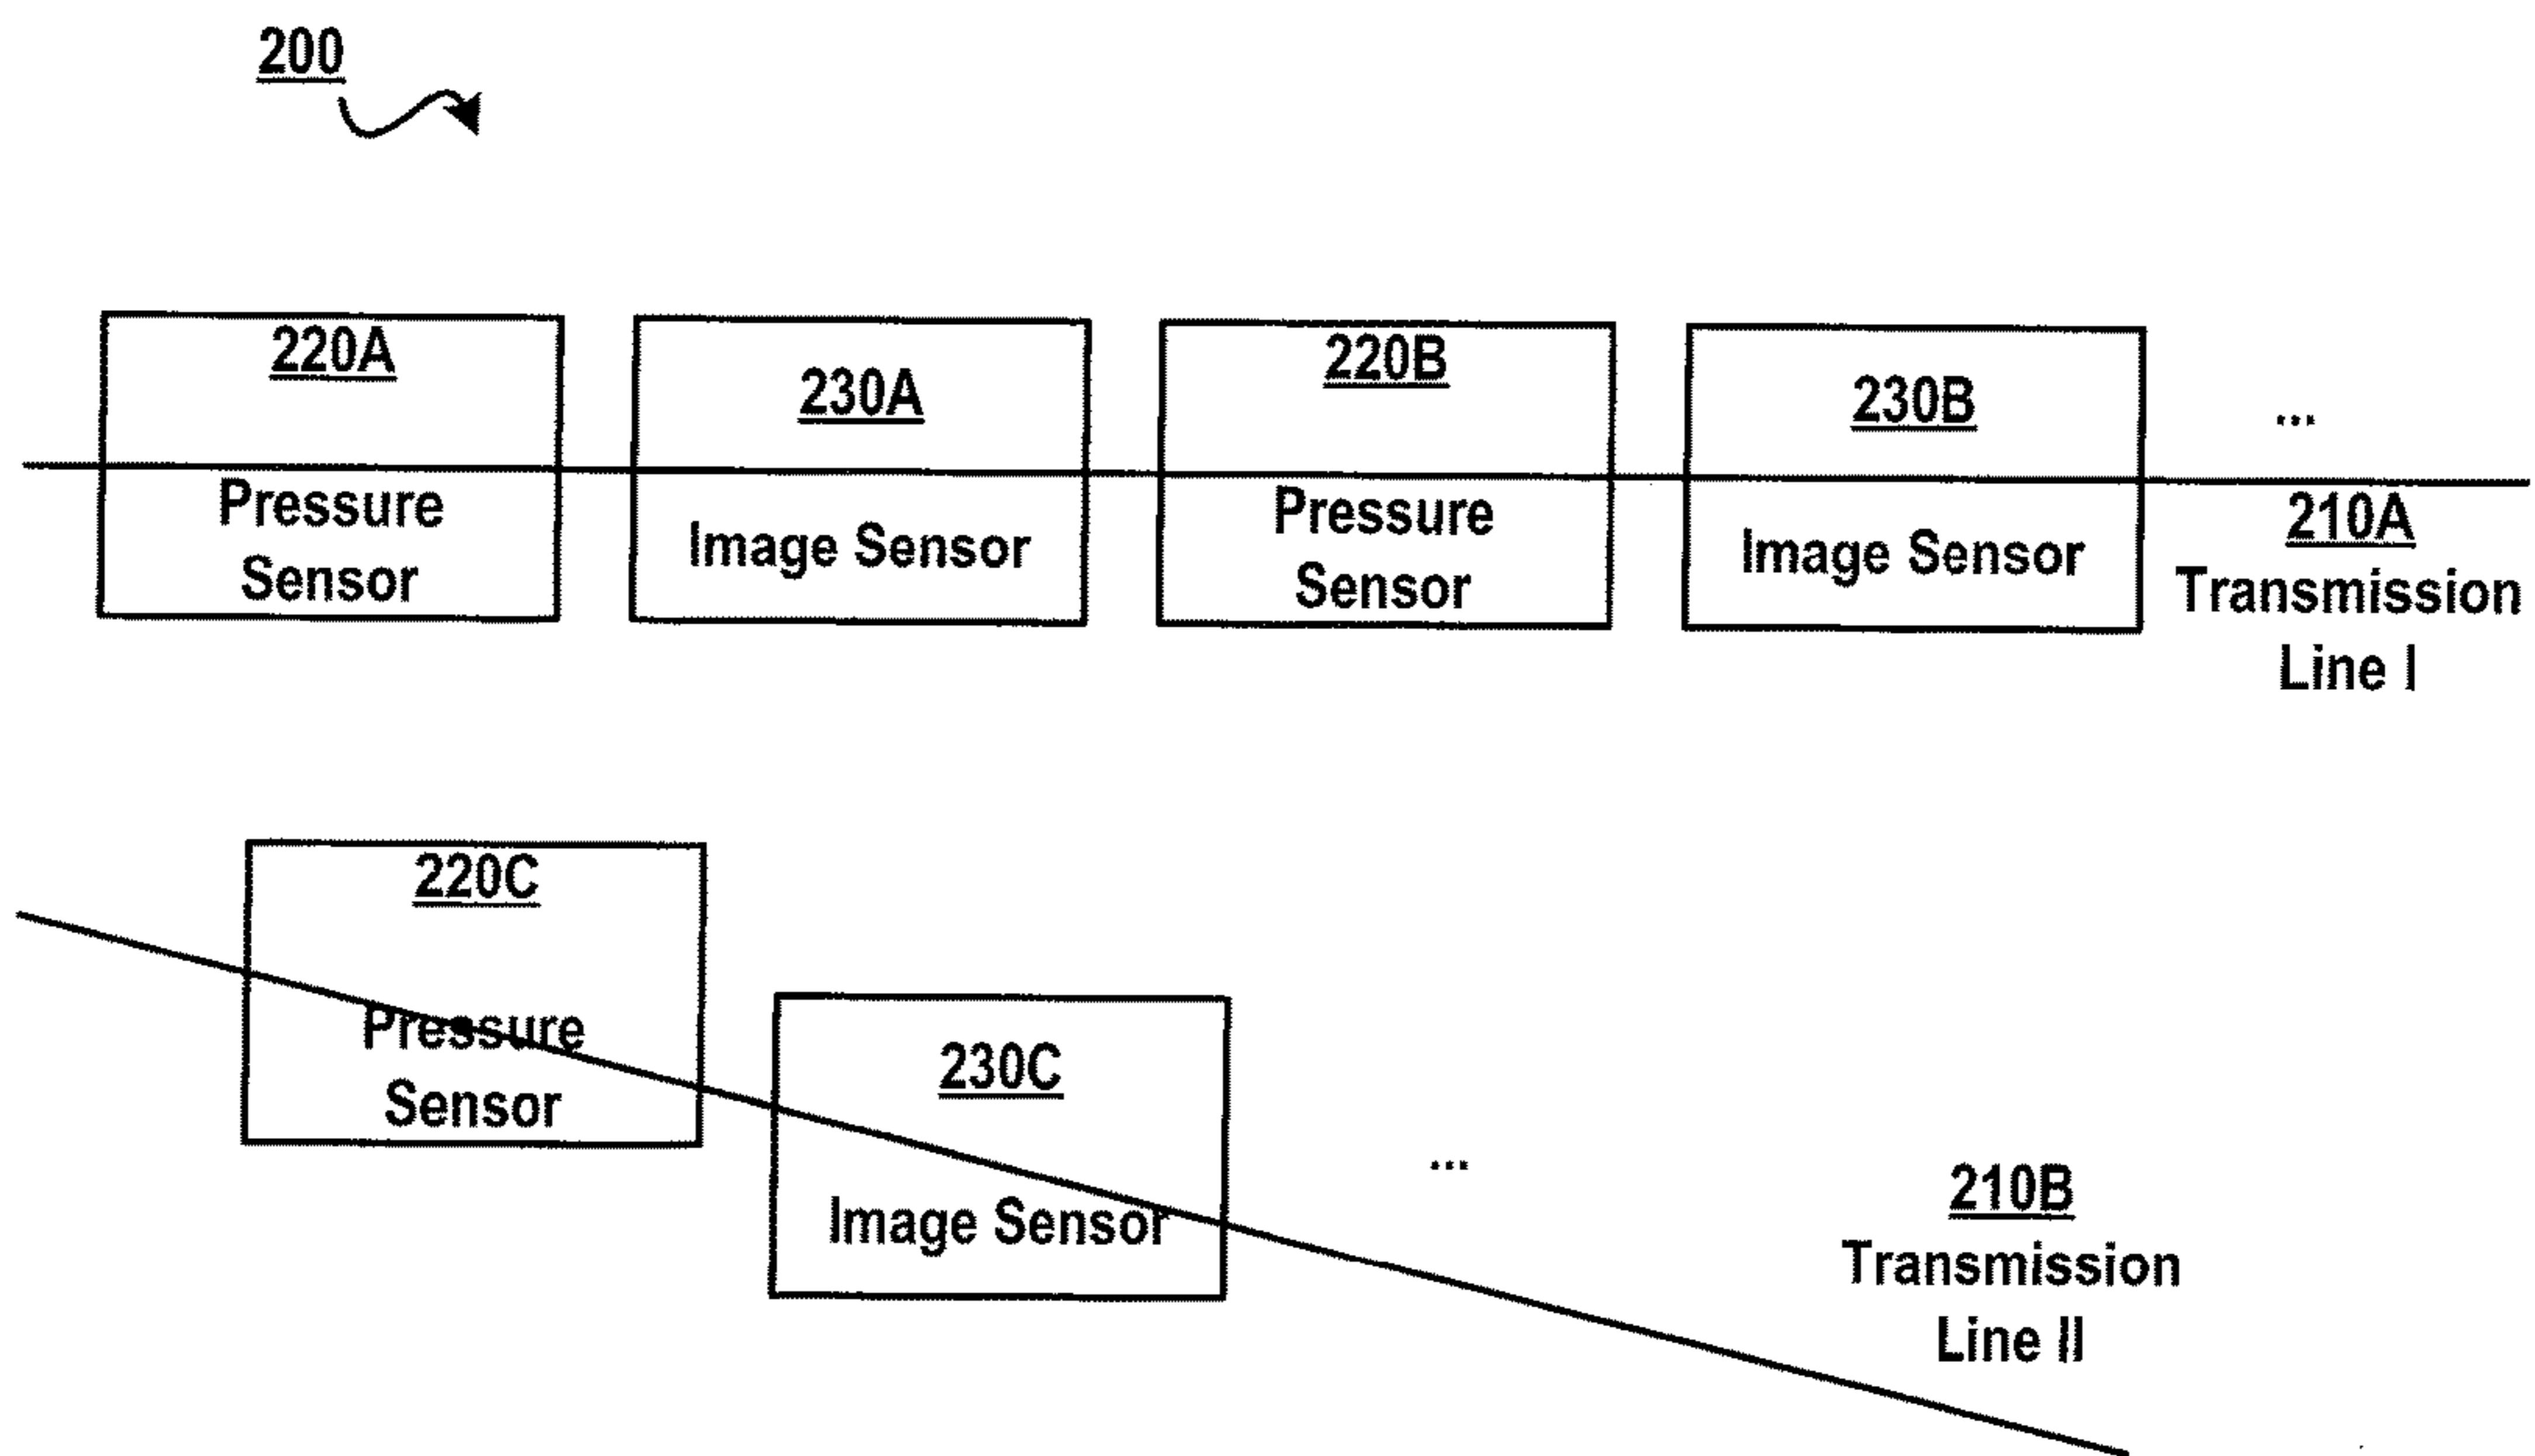 200
220A
Pressure
Sensor
230A
Image Sensor
220B
Pressure
Sensor
230B
Image Sensor
...
210A
Transmission
Line I
220C
Pressure
Sensor
230C
Image Sensor
...
210B
Transmission
Line II